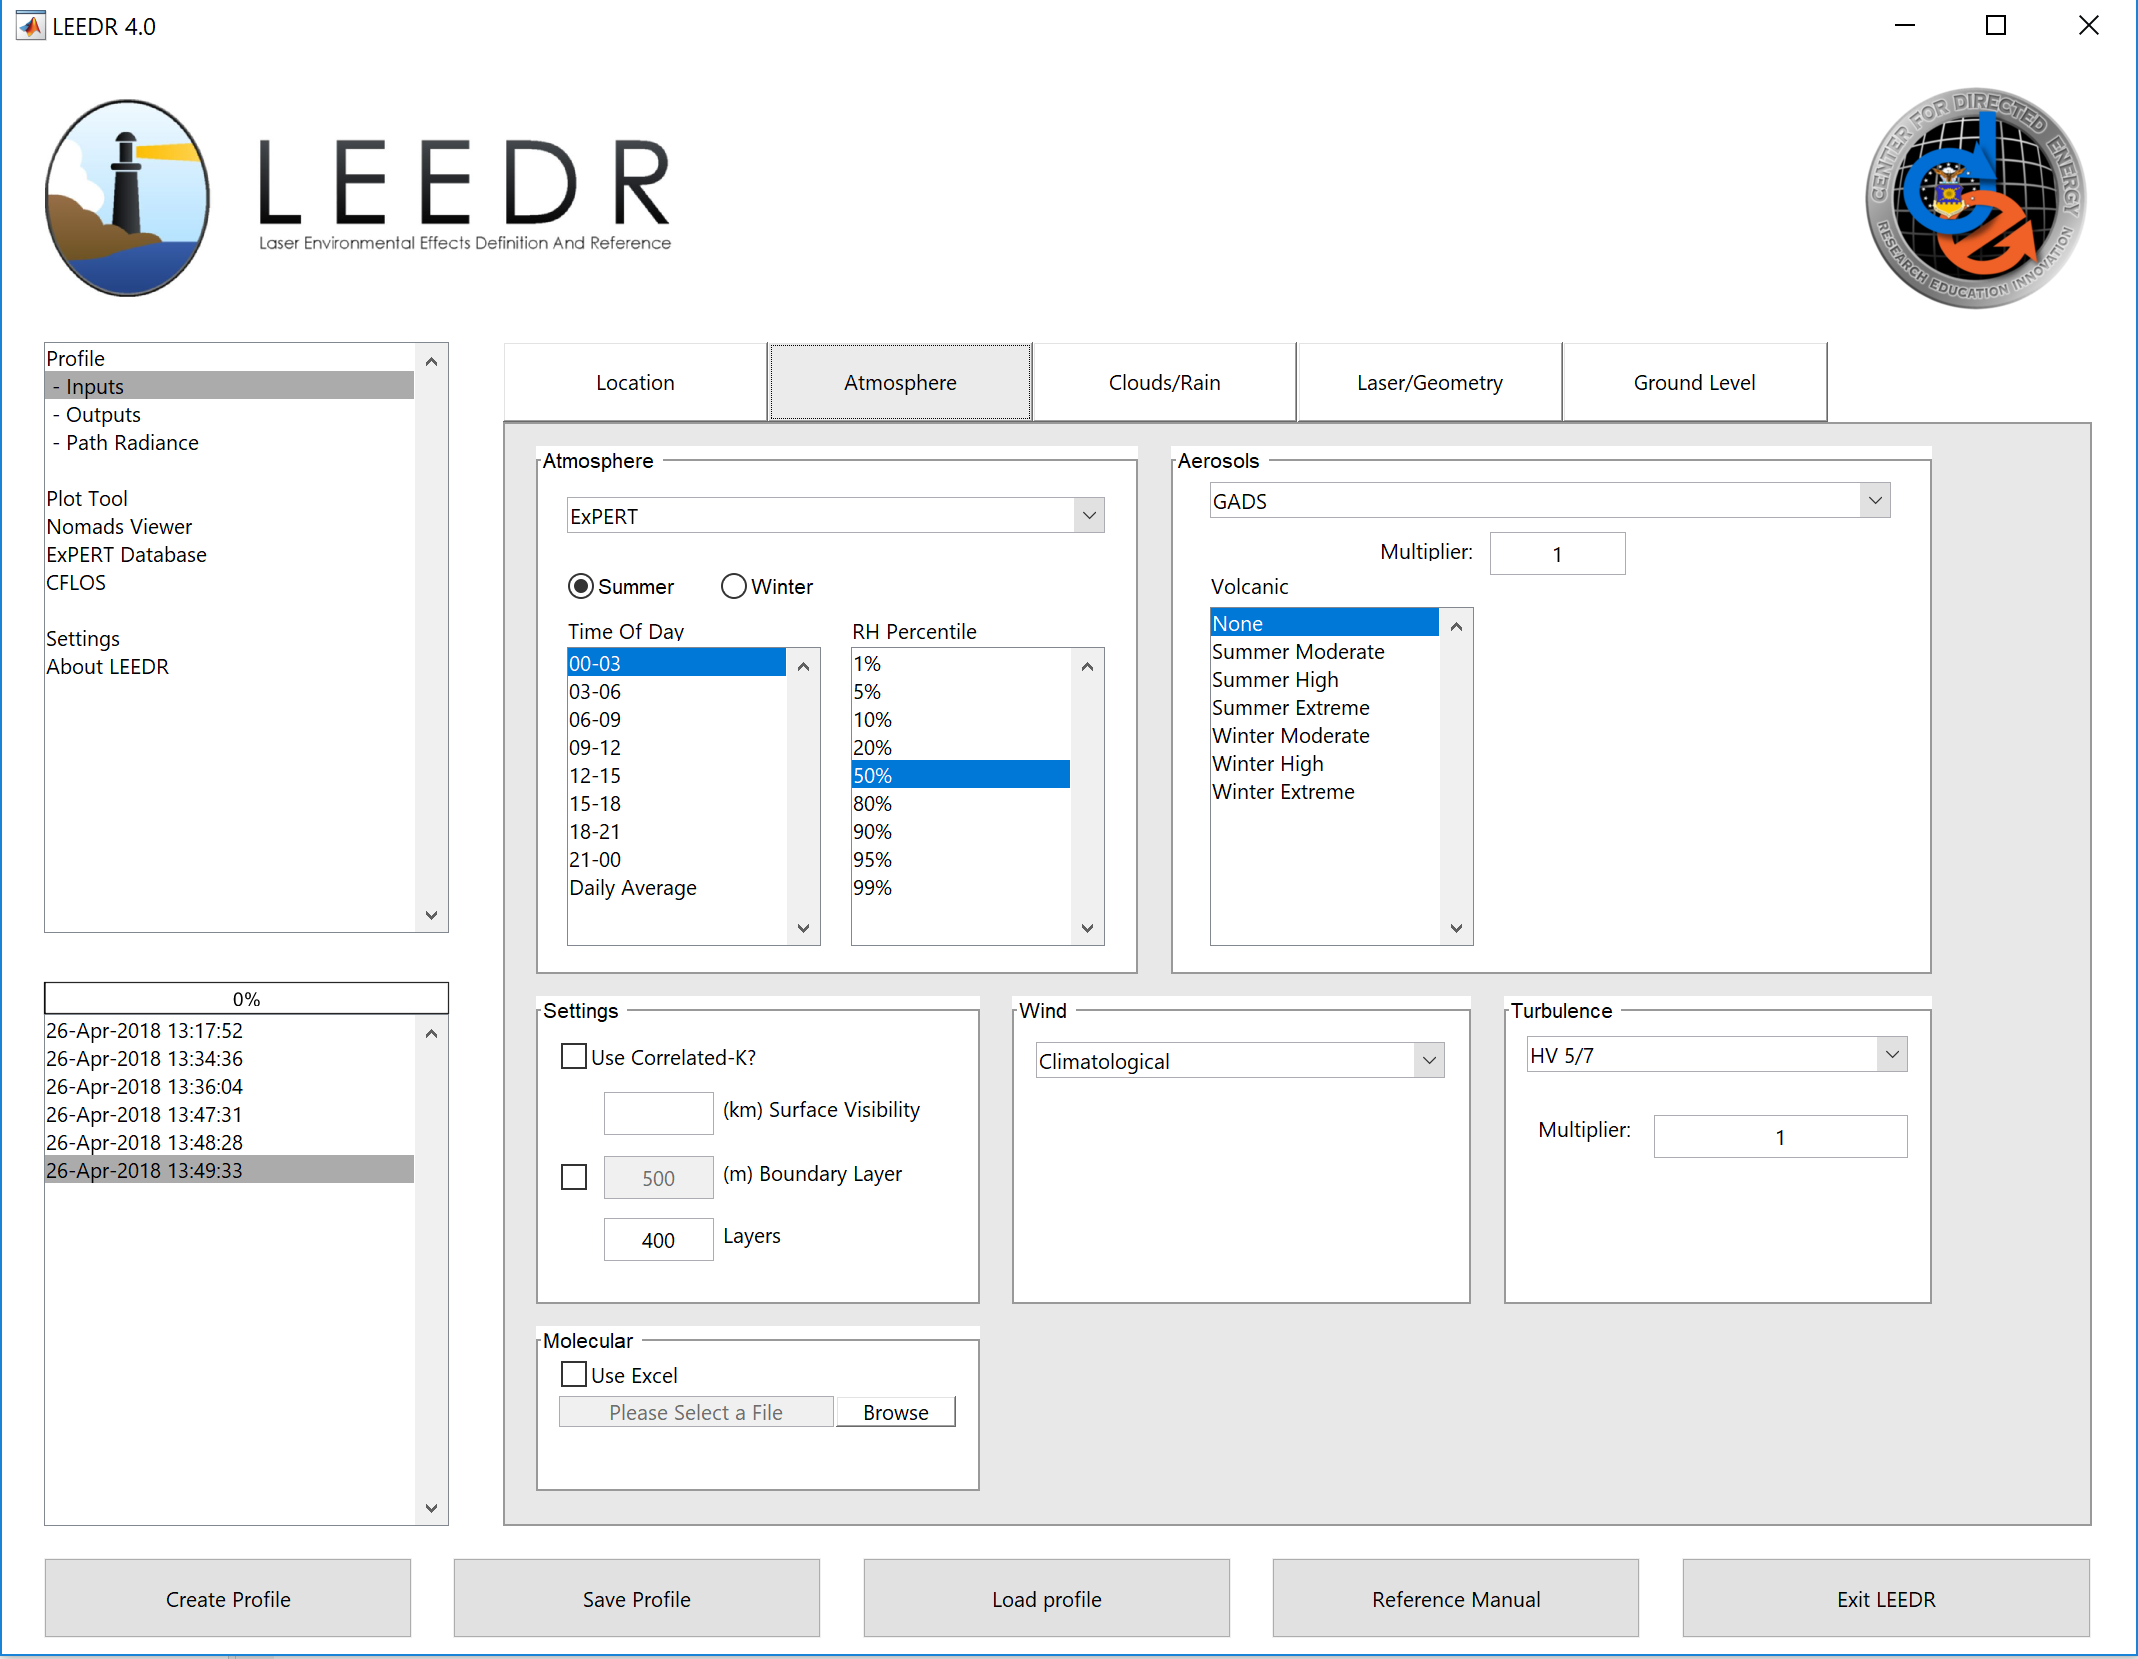 LEEDR 4.0
LEEDR
Laser Environmental Effects Definition And Reference
CENTER FOR DIRECTED ENERGY
RESEARCH EDUCATION INNOVATION
Profile
- Inputs
- Outputs
- Path Radiance
Plot Tool
Nomads Viewer
ExPERT Database
CFLOS
Settings
About LEEDR
0%
26-Apr-2018 13:17:52
26-Apr-2018 13:34:36
26-Apr-2018 13:36:04
26-Apr-2018 13:47:31
26-Apr-2018 13:48:28
26-Apr-2018 13:49:33
Location
Atmosphere
Clouds/Rain
Laser/Geometry
Ground Level
Atmosphere
ExPERT
Summer
Winter
Time Of Day
00-03
03-06
06-09
09-12
12-15
15-18
18-21
21-00
Daily Average
RH Percentile
1%
5%
10%
20%
50%
80%
90%
95%
99%
Aerosols
GADS
Multiplier: 1
Volcanic
None
Summer Moderate
Summer High
Summer Extreme
Winter Moderate
Winter High
Winter Extreme
Settings
Use Correlated-K?
(km) Surface Visibility
500 (m) Boundary Layer
400 Layers
Wind
Climatological
Turbulence
HV 5/7
Multiplier: 1
Molecular
Use Excel
Please Select a File
Browse
Create Profile
Save Profile
Load profile
Reference Manual
Exit LEEDR